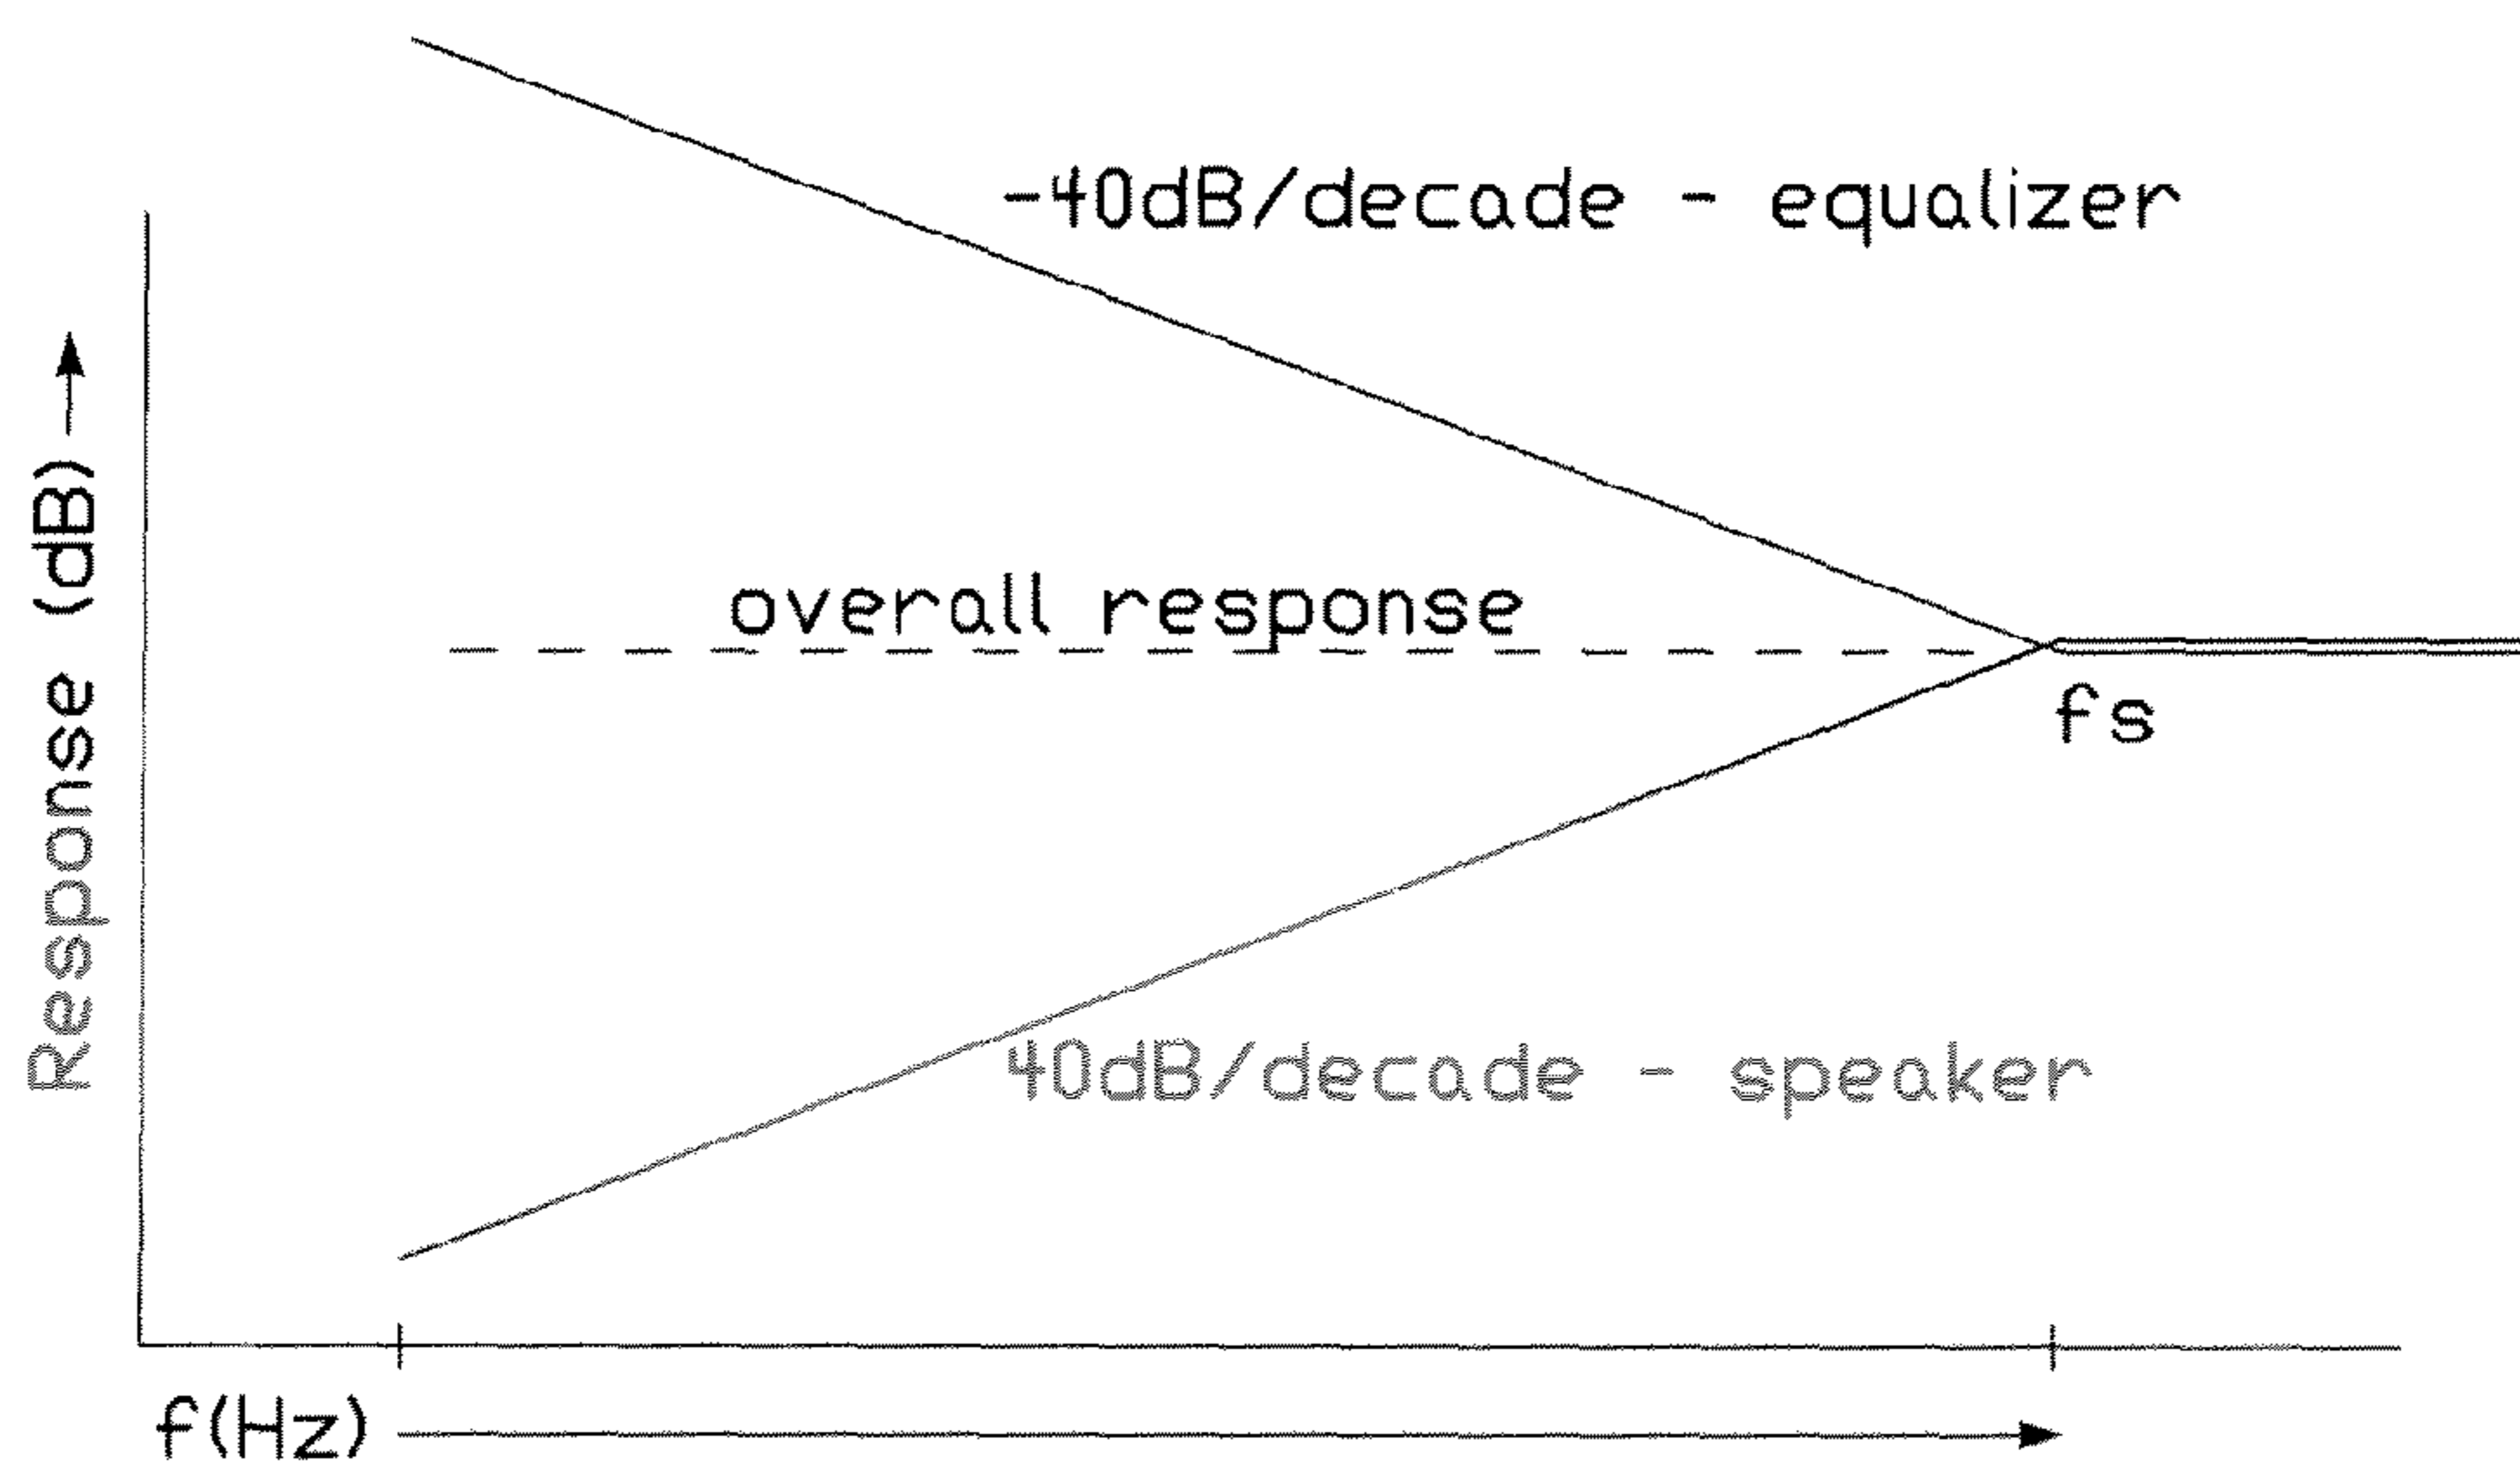 -40dB/decade - equalizer
Response (dB)
overall response
fs
40dB/decade - speaker
f(Hz)